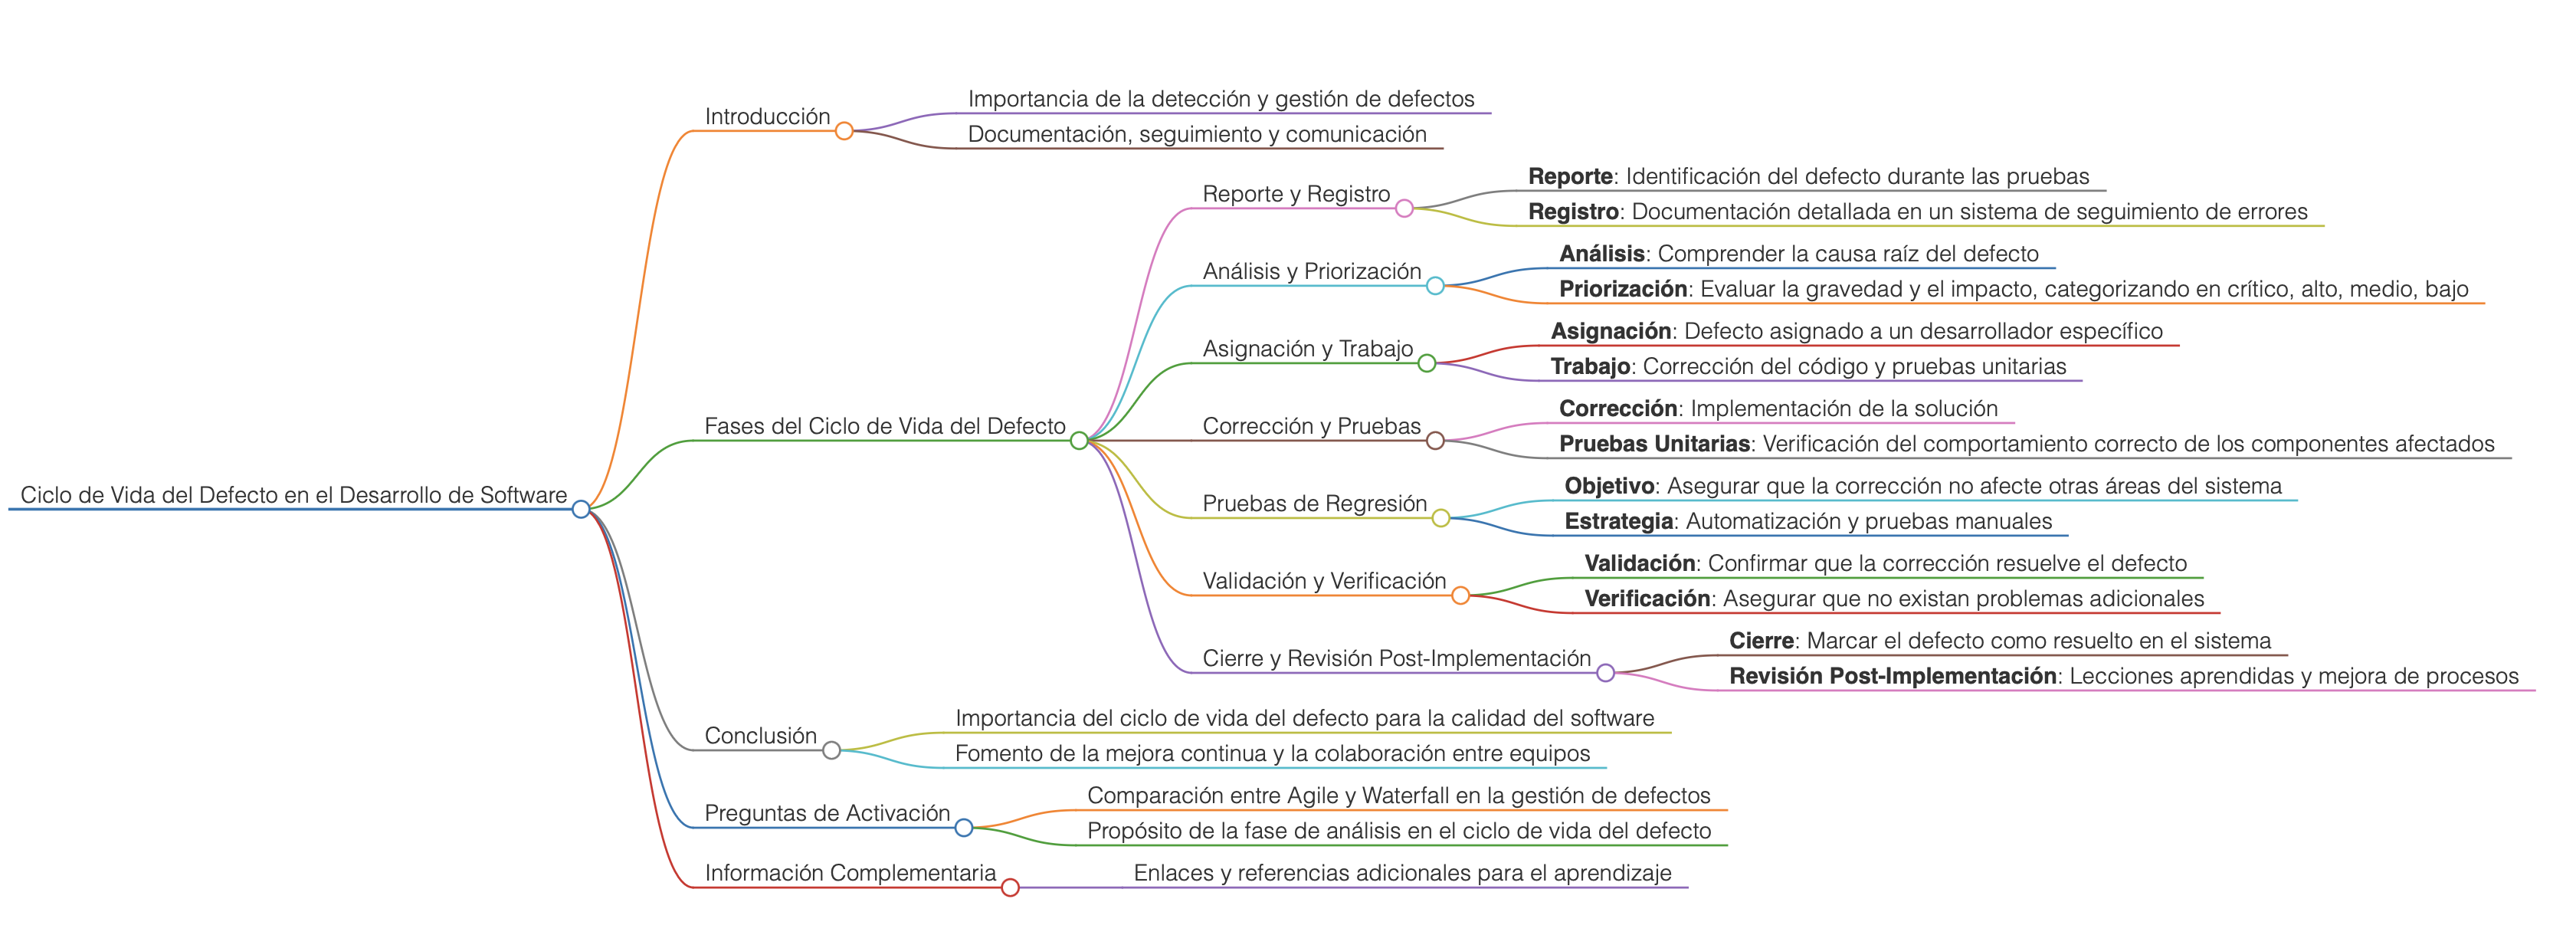 Ciclo de Vida del Defecto en el Desarrollo de Software
Introducción
Importancia de la detección y gestión de defectos
Documentación, seguimiento y comunicación
Fases del Ciclo de Vida del Defecto
Reporte y Registro
Reporte: Identificación del defecto durante las pruebas
Registro: Documentación detallada en un sistema de seguimiento de errores
Análisis y Priorización
Análisis: Comprender la causa raíz del defecto
Priorización: Evaluar la gravedad y el impacto, categorizando en crítico, alto, medio, bajo
Asignación y Trabajo
Asignación: Defecto asignado a un desarrollador específico
Trabajo: Corrección del código y pruebas unitarias
Corrección y Pruebas
Corrección: Implementación de la solución
Pruebas Unitarias: Verificación del comportamiento correcto de los componentes afectados
Pruebas de Regresión
Objetivo: Asegurar que la corrección no afecte otras áreas del sistema
Estrategia: Automatización y pruebas manuales
Validación y Verificación
Validación: Confirmar que la corrección resuelve el defecto
Verificación: Asegurar que no existan problemas adicionales
Cierre y Revisión Post-Implementación
Cierre: Marcar el defecto como resuelto en el sistema
Revisión Post-Implementación: Lecciones aprendidas y mejora de procesos
Conclusión
Importancia del ciclo de vida del defecto para la calidad del software
Fomento de la mejora continua y la colaboración entre equipos
Preguntas de Activación
Comparación entre Agile y Waterfall en la gestión de defectos
Propósito de la fase de análisis en el ciclo de vida del defecto
Información Complementaria
Enlaces y referencias adicionales para el aprendizaje